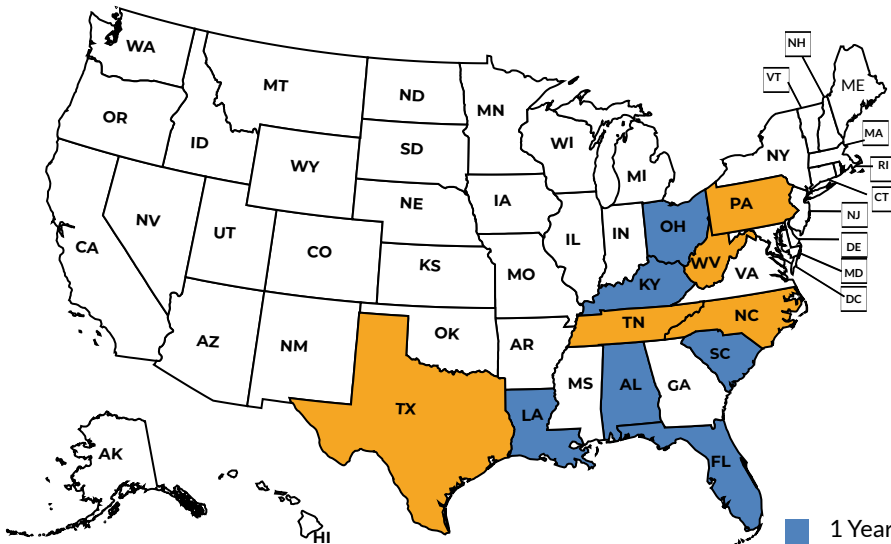 NH
WA
VT
ME
MT
ND
MN
OR
MA
ID
SD
WI
NY
RI
WY
MI
CT
NE
IA
PA
NV
OH
NJ
IL
IN
UT
CA
CO
DE
KS
MO
WV
VA
MD
KY
DC
TN
NC
OK
AZ
NM
AR
SC
MS
AL
GA
TX
LA
AK
FL
1 Year
HI